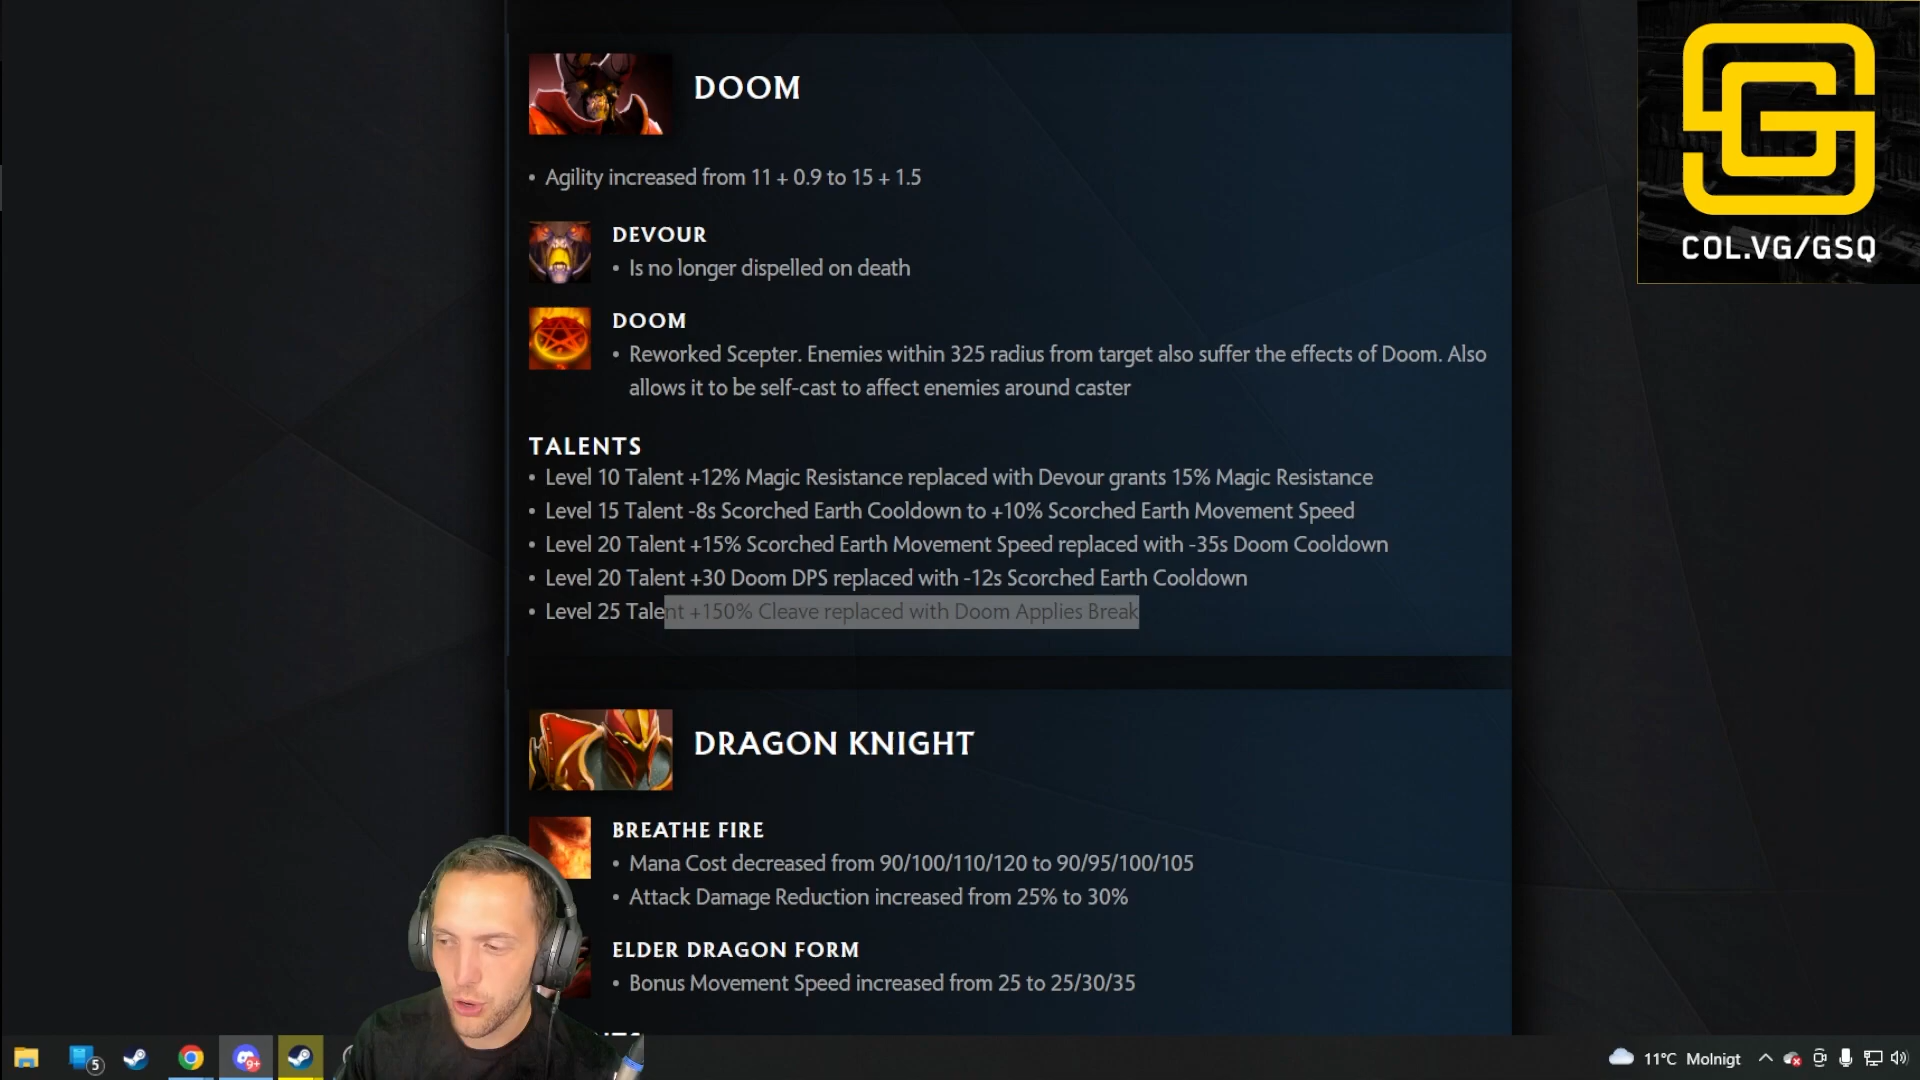 COL.VG/GSQ
DOOM
• Agility increased from 11 + 0.9 to 15 + 1.5
DEVOUR
• Is no longer dispelled on death
DOOM
• Reworked Scepter. Enemies within 325 radius from target also suffer the effects of Doom. Also
allows it to be self-cast to affect enemies around caster
TALENTS
• Level 10 Talent +12% Magic Resistance replaced with Devour grants 15% Magic Resistance
• Level 15 Talent -8s Scorched Earth Cooldown to +10% Scorched Earth Movement Speed
• Level 20 Talent +15% Scorched Earth Movement Speed replaced with -35s Doom Cooldown
• Level 20 Talent +30 Doom DPS replaced with -12s Scorched Earth Cooldown
• Level 25 Talent +150% Cleave replaced with Doom Applies Break
DRAGON KNIGHT
BREATHE FIRE
• Mana Cost decreased from 90/100/110/120 to 90/95/100/105
• Attack Damage Reduction increased from 25% to 30%
ELDER DRAGON FORM
• Bonus Movement Speed increased from 25 to 25/30/35
5
9+
11°C Molnigt